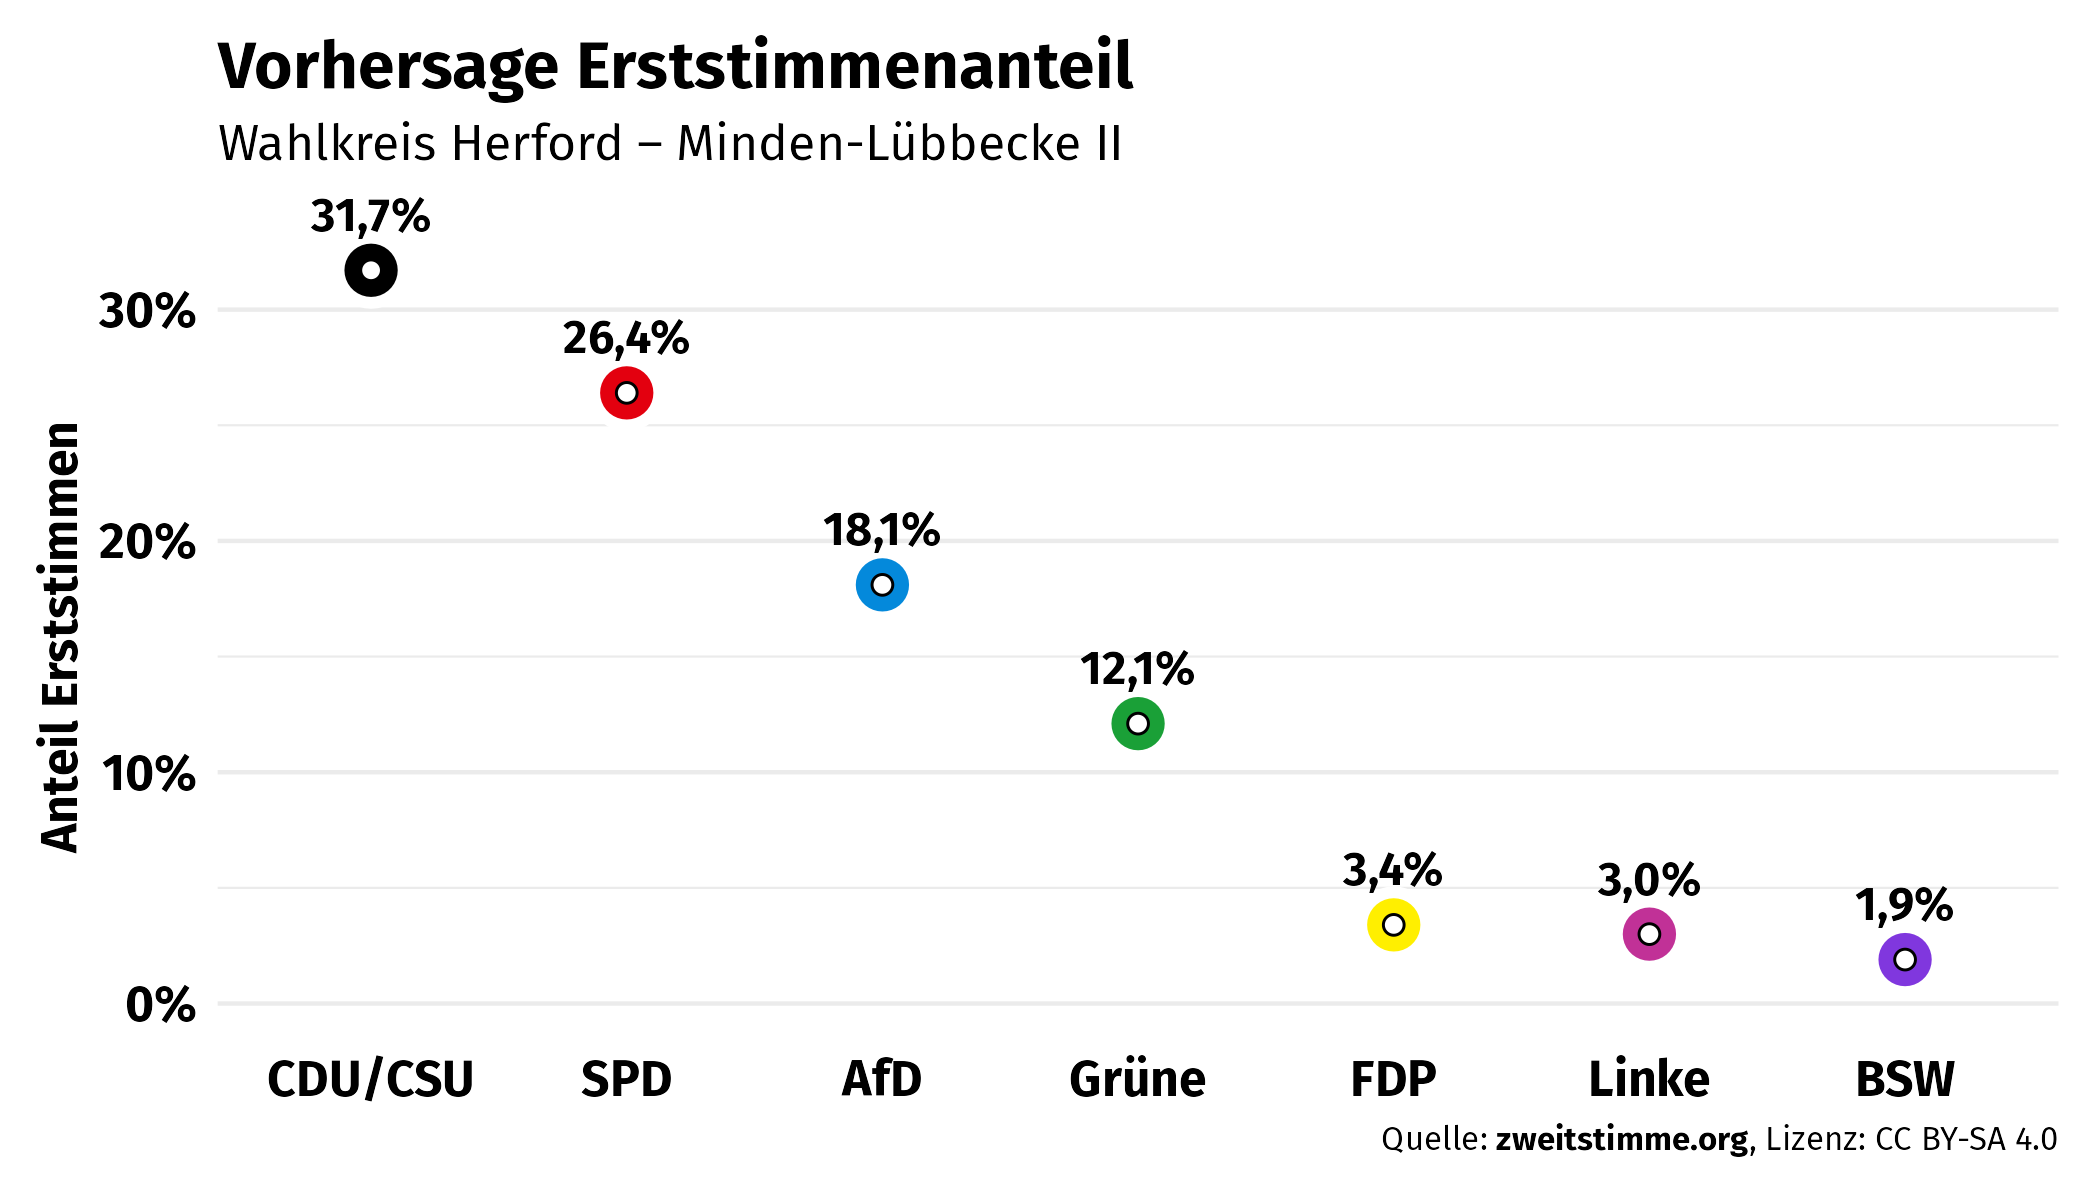 Vorhersage Erststimmenanteil
Wahlkreis Herford – Minden-Lübbecke II
31,7%
30%
26,4%
20%
18,1%
12,1%
10%
3,4%
3,0%
1,9%
0%
Anteil Erststimmen
CDU/CSU SPD AfD Grüne FDP Linke BSW
Quelle: zweitstimme.org, Lizenz: CC BY-SA 4.0